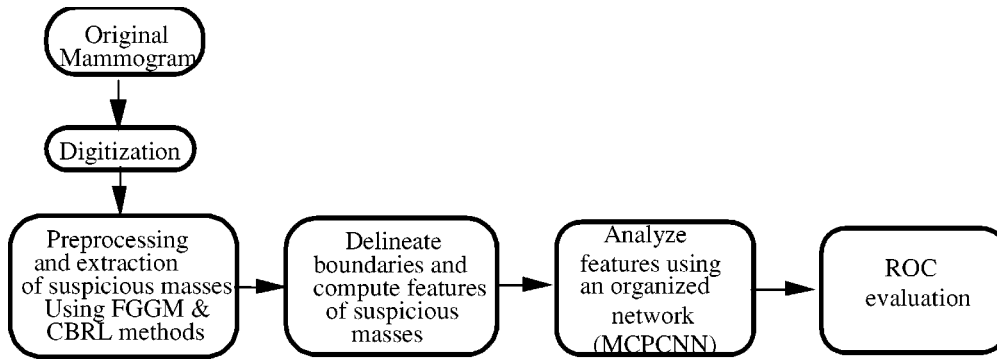 Original
Mammogram
Digitization
Preprocessing
and extraction
of suspicious masses
Using FGGM &
CBRL methods
Delineate
boundaries and
compute features
of suspicious
masses
Analyze
features using
an organized
network
(MCPCNN)
ROC
evaluation